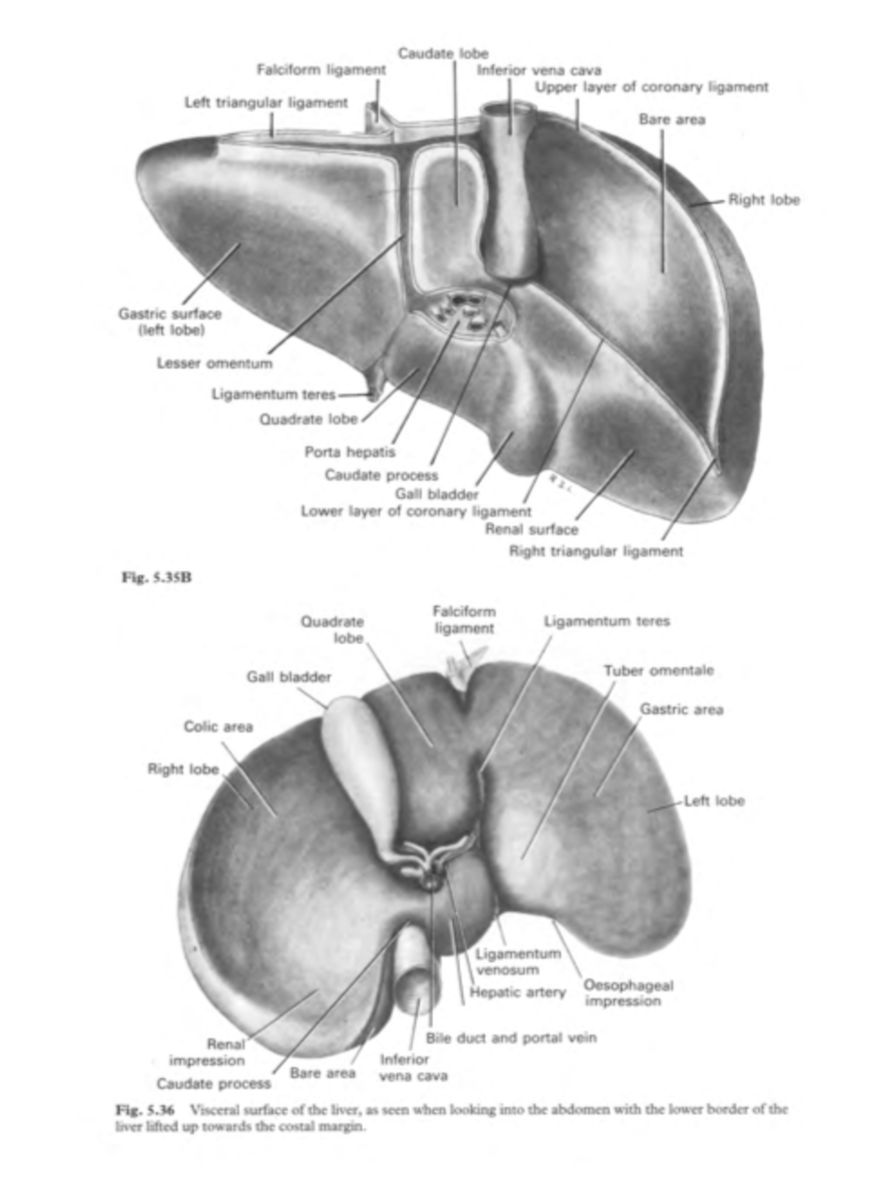 Caudate lobe
Falciform ligament
Inferior vena cava
Upper layer of coronary ligament
Left triangular ligament
Bare area
Right lobe
Gastric surface
(left lobe)
Lesser omentum
Ligamentum teres
Quadrate lobe
Porta hepatis
Caudate process
Gall bladder
Lower layer of coronary ligament
Renal surface
Right triangular ligament
Fig. 5.35B
Falciform
ligament
Quadrate
lobe
Ligamentum teres
Gall bladder
Tuber omentale
Gastric area
Colic area
Right lobe
Left lobe
Ligamentum
venosum
Oesophageal
impression
Hepatic artery
Bile duct and portal vein
Renal
impression
Inferior
vena cava
Bare area
Caudate process
Fig. 5.36 Visceral surface of the liver, as seen when looking into the abdomen with the lower border of the
liver lifted up towards the costal margin.